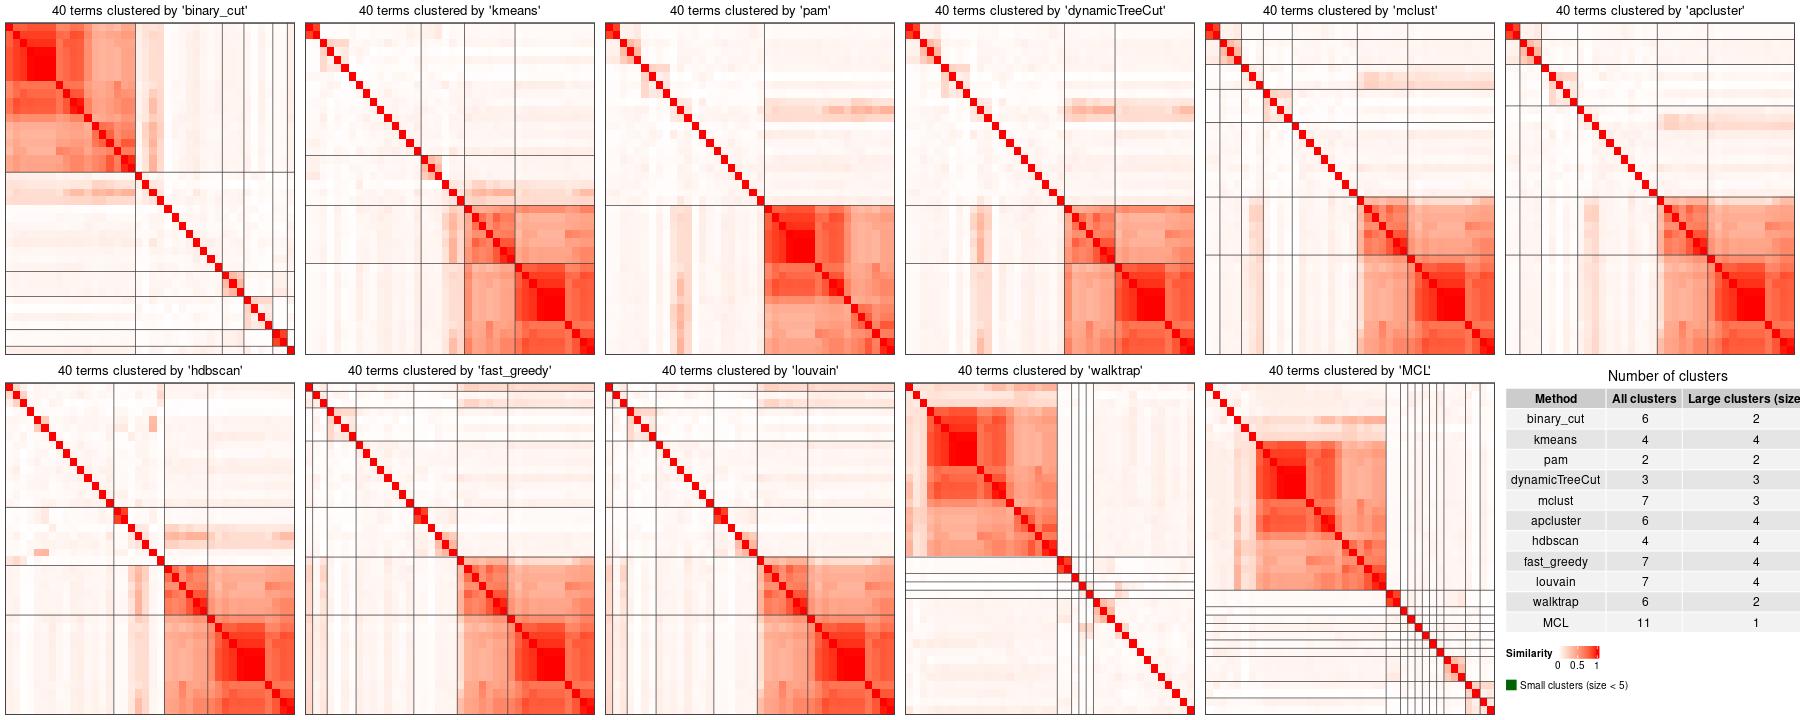 40 terms clustered by 'binary_cut'
40 terms clustered by 'kmeans'
40 terms clustered by 'pam'
40 terms clustered by 'dynamicTreeCut'
40 terms clustered by 'mclust'
40 terms clustered by 'apcluster'
40 terms clustered by 'hdbscan'
40 terms clustered by 'fast_greedy'
40 terms clustered by 'louvain'
40 terms clustered by 'walktrap'
40 terms clustered by 'MCL'
Number of clusters
Method All clusters Large clusters (size
binary_cut 6 2
kmeans 4 4
pam 2 2
dynamicTreeCut 3 3
mclust 7 3
apcluster 6 4
hdbscan 4 4
fast_greedy 7 4
louvain 7 4
walktrap 6 2
MCL 11 1
Similarity
0 0.5 1
Small clusters (size < 5)